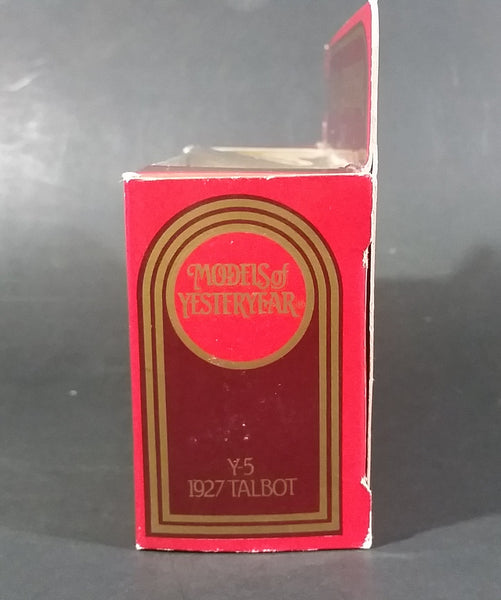 MODELS of
YESTERYEAR
Y-5
1927 TALBOT